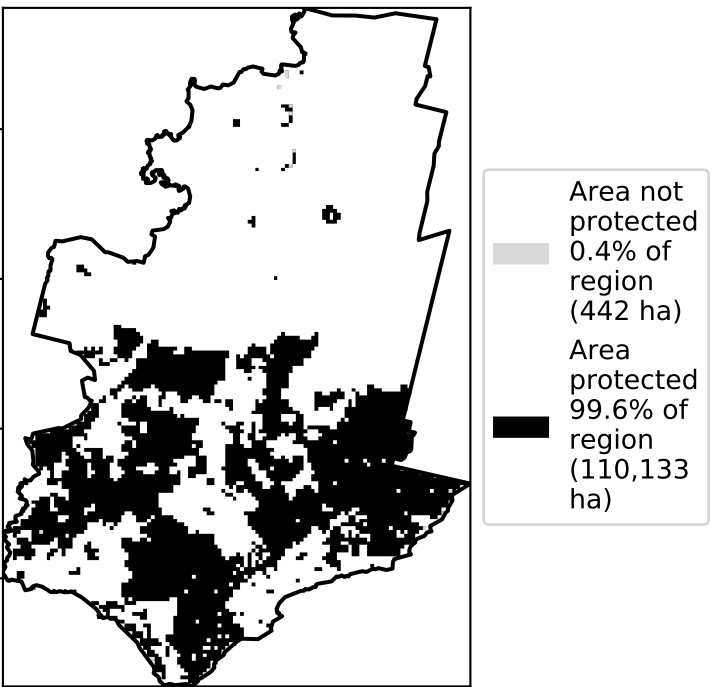 Area not
protected
0.4% of
region
(442 ha)
Area
protected
99.6% of
region
(110,133
ha)